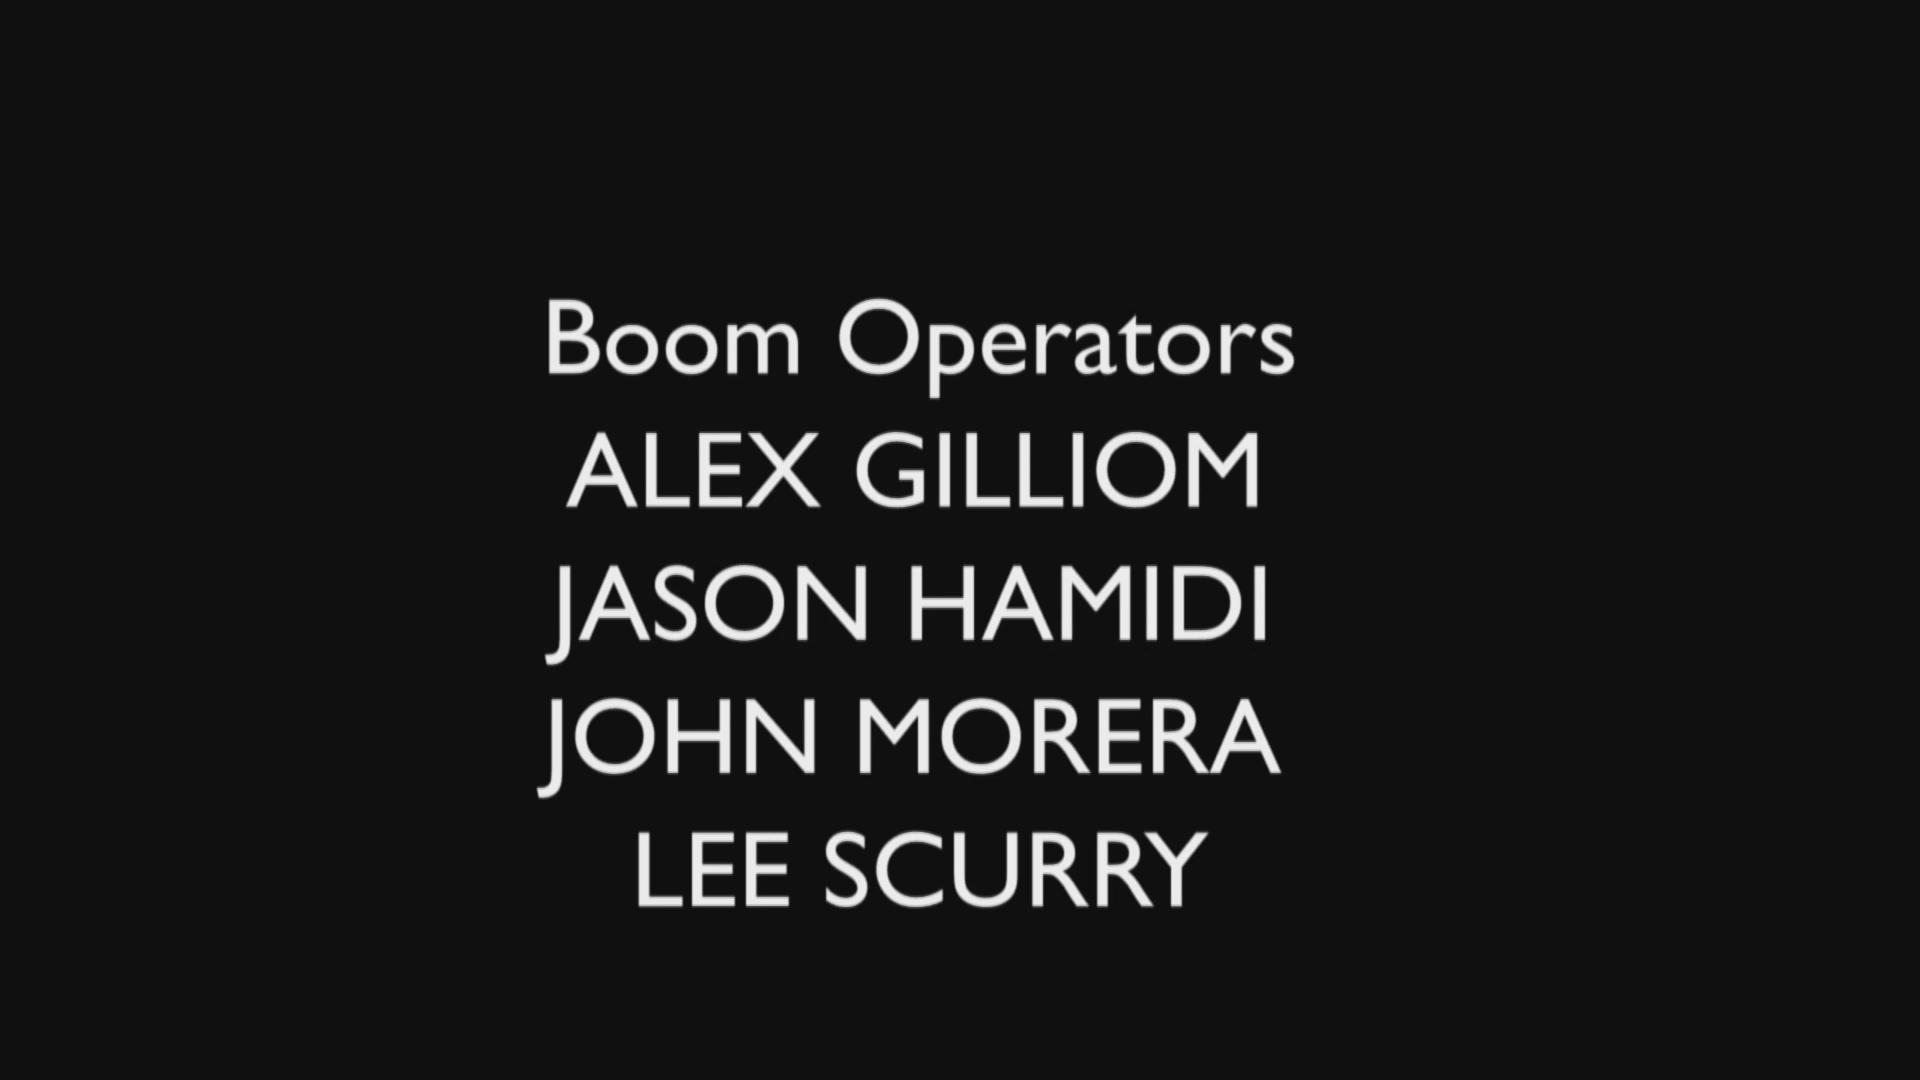 Boom Operators
ALEX GILLIOM
JASON HAMIDI
JOHN MORERA
LEE SCURRY